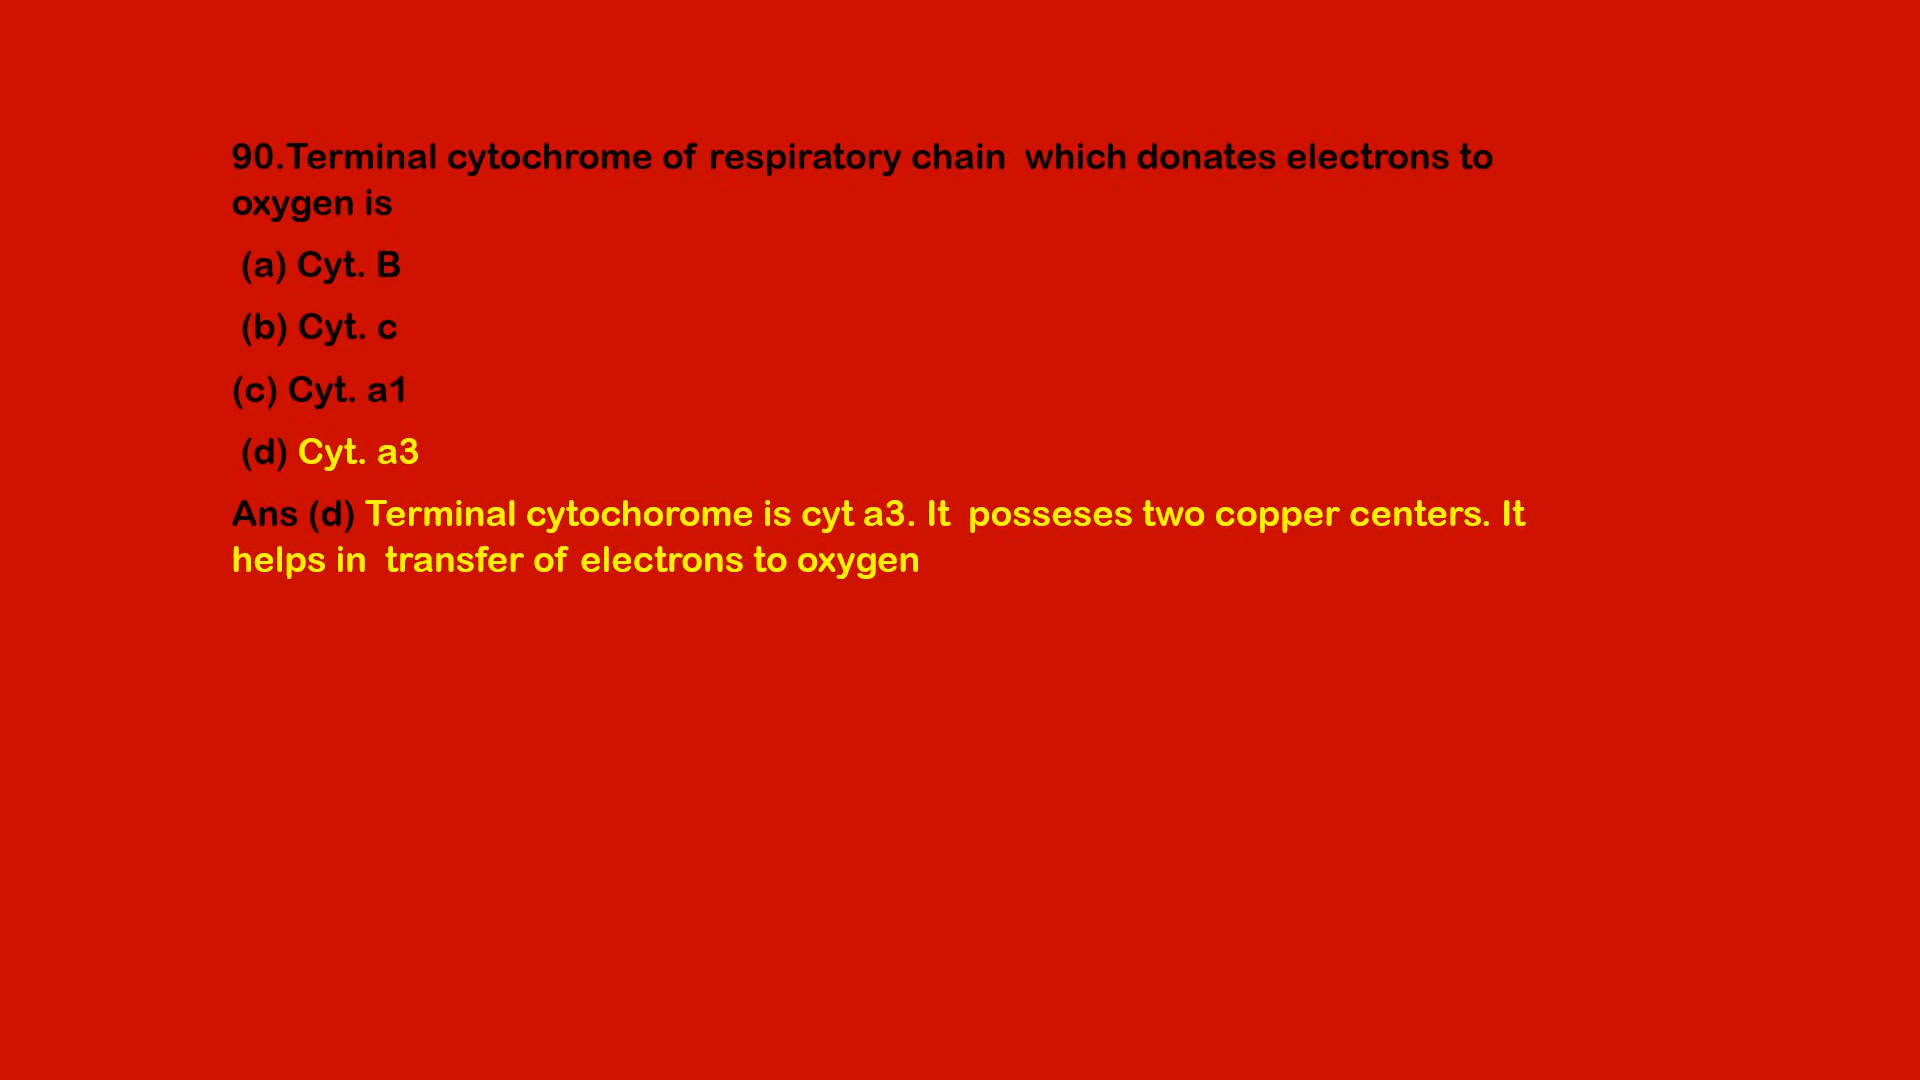 90.Terminal cytochrome of respiratory chain  which donates electrons to
oxygen is
(a) Cyt. B
(b) Cyt. c
(c) Cyt. a1
(d) Cyt. a3
Ans (d) Terminal cytochorome is cyt a3. It  posseses two copper centers. It
helps in  transfer of electrons to oxygen